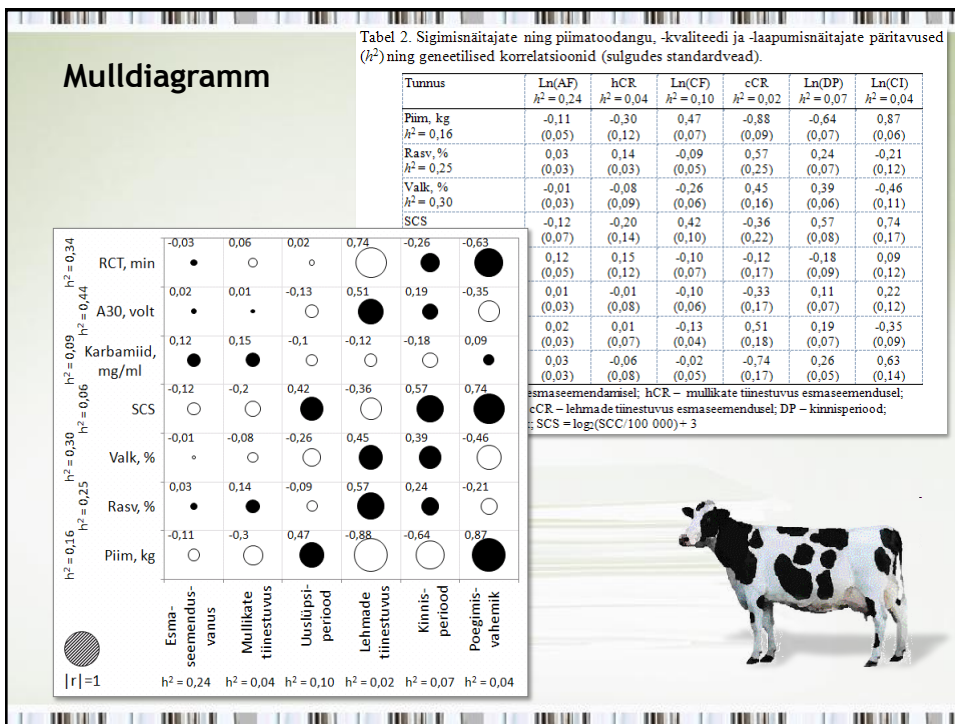 Mulldiagramm
Tabel 2. Sigimisnäitajate ning piimatoodangu, -kvaliteedi ja -laapumisnäitajate päritavused
(h²) ning geneetilised korrelatsioonid (sulgudes standardvead).
Tunnus Ln(AF) hCR Ln(CF) cCR Ln(DP) Ln(CI)
h² = 0,24 h² = 0,04 h² = 0,10 h² = 0,02 h² = 0,07 h² = 0,04
Piim, kg -0,11 -0,30 0,47 -0,88 -0,64 0,87
h² = 0,16 (0,05) (0,12) (0,07) (0,09) (0,07) (0,06)
Rasv, % 0,03 0,14 -0,09 0,57 0,24 -0,21
h² = 0,25 (0,03) (0,03) (0,05) (0,25) (0,07) (0,12)
Valk, % -0,01 -0,08 -0,26 0,45 0,39 -0,46
h² = 0,30 (0,03) (0,09) (0,06) (0,16) (0,06) (0,11)
SCS -0,12 -0,20 0,42 -0,36 0,57 0,74
(0,07) (0,14) (0,10) (0,22) (0,08) (0,17)
0,12 0,15 -0,10 -0,12 -0,18 0,09
(0,05) (0,12) (0,07) (0,17) (0,09) (0,12)
0,01 -0,01 -0,10 -0,33 0,11 0,22
(0,03) (0,08) (0,06) (0,17) (0,07) (0,12)
0,02 0,01 -0,13 0,51 0,19 -0,35
(0,03) (0,07) (0,04) (0,18) (0,07) (0,09)
0,03 -0,06 -0,02 -0,74 0,26 0,63
(0,03) (0,08) (0,05) (0,17) (0,05) (0,14)
esmaseemendamisel; hCR – mullikate tiinestuvus esmaseemendusel;
cCR – lehmade tiinestuvus esmaseemendusel; DP – kinnisperiood;
; SCS = log₂(SCC/100 000) + 3
-0,03 0,06 0,02 0,74 -0,26 -0,63
h² = 0,34 RCT, min
0,02 0,01 -0,13 0,51 0,19 -0,35
h² = 0,44 A30, volt
0,12 0,15 -0,1 -0,12 -0,18 0,09
h² = 0,09 Karbamiid,
mg/ml
-0,12 -0,2 0,42 -0,36 0,57 0,74
h² = 0,06 SCS
-0,01 -0,08 -0,26 0,45 0,39 -0,46
h² = 0,30 Valk, %
0,03 0,14 -0,09 0,57 0,24 -0,21
h² = 0,25 Rasv, %
-0,11 -0,3 0,47 -0,88 -0,64 0,87
h² = 0,16 Piim, kg
Esma-
seemendus-
vanus
Mullikate
tiinestuvus
Uuslüpsi-
periood
Lehmade
tiinestuvus
Kinnis-
periood
Poegimis-
vahemik
|r|=1
h² = 0,24 h² = 0,04 h² = 0,10 h² = 0,02 h² = 0,07 h² = 0,04